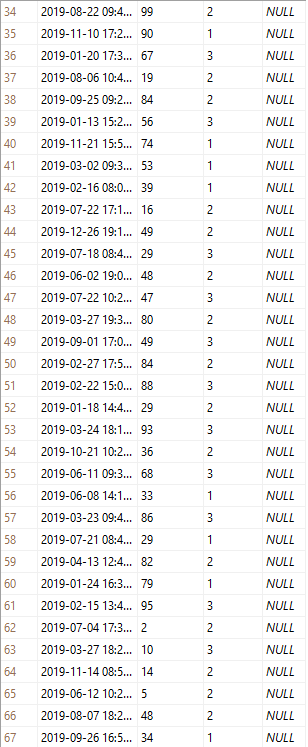 34 2019-08-22 09:4... 99 2 NULL
35 2019-11-10 17:2... 90 1 NULL
36 2019-01-20 17:3... 67 3 NULL
37 2019-08-06 10:4... 19 2 NULL
38 2019-09-25 09:2... 84 2 NULL
39 2019-01-13 15:2... 56 3 NULL
40 2019-11-21 15:5... 74 1 NULL
41 2019-03-02 09:3... 53 1 NULL
42 2019-02-16 08:0... 39 1 NULL
43 2019-07-22 17:1... 16 2 NULL
44 2019-12-26 19:1... 49 2 NULL
45 2019-07-18 08:4... 29 3 NULL
46 2019-06-02 19:0... 48 2 NULL
47 2019-07-22 10:2... 47 3 NULL
48 2019-03-27 19:3... 80 2 NULL
49 2019-09-01 17:0... 49 3 NULL
50 2019-02-27 17:5... 84 2 NULL
51 2019-02-22 15:0... 88 3 NULL
52 2019-01-18 14:4... 29 2 NULL
53 2019-03-24 18:1... 93 3 NULL
54 2019-10-21 10:2... 36 2 NULL
55 2019-06-11 09:3... 68 3 NULL
56 2019-06-08 14:1... 33 1 NULL
57 2019-03-23 09:4... 86 3 NULL
58 2019-07-21 08:4... 29 1 NULL
59 2019-04-13 12:4... 82 2 NULL
60 2019-01-24 16:3... 79 1 NULL
61 2019-02-15 13:4... 95 3 NULL
62 2019-07-04 17:3... 2 2 NULL
63 2019-03-27 18:2... 10 3 NULL
64 2019-11-14 08:5... 14 2 NULL
65 2019-06-12 10:2... 5 2 NULL
66 2019-08-07 18:2... 48 2 NULL
67 2019-09-26 16:5... 34 1 NULL